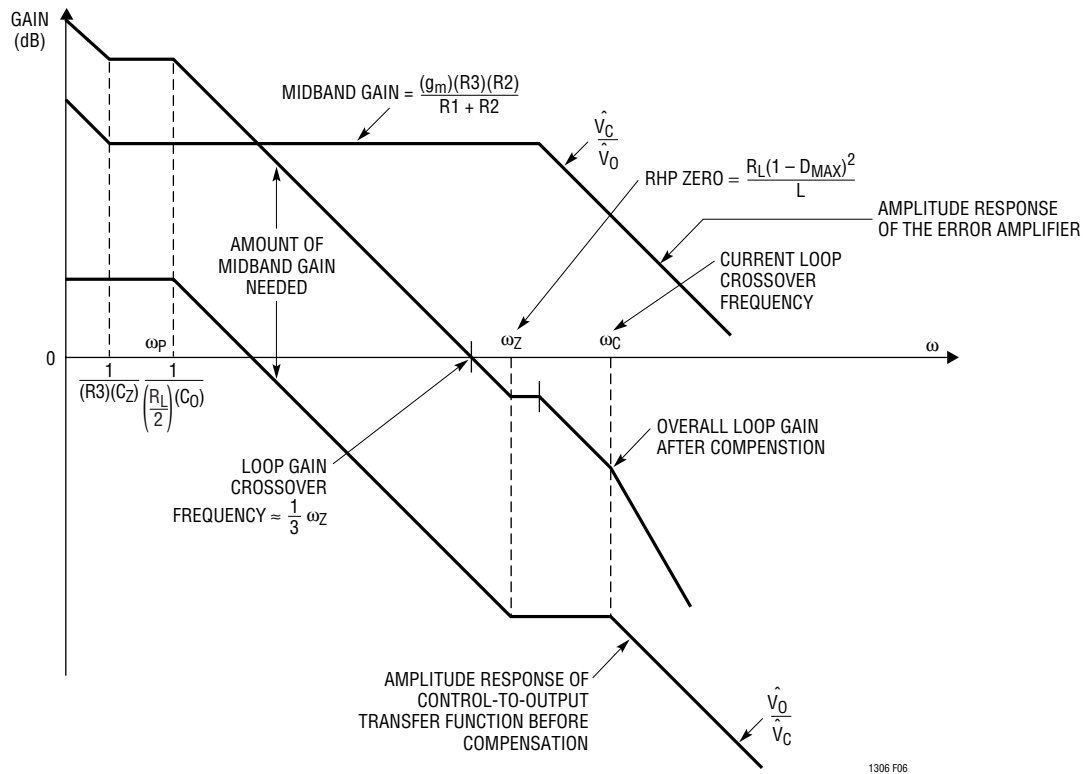 GAIN
(dB)
MIDBAND GAIN = (gm)(R3)(R2)
R1 + R2
V̂C
V̂O
RHP ZERO = RL(1 – DMAX)²
L
AMPLITUDE RESPONSE
OF THE ERROR AMPLIFIER
AMOUNT OF
MIDBAND GAIN
NEEDED
CURRENT LOOP
CROSSOVER
FREQUENCY
0
ωP
ωZ
ωC
ω
1
(R3)(CZ)
1
(RL
2)(CO)
LOOP GAIN
CROSSOVER
FREQUENCY ≈ 1
3 ωZ
OVERALL LOOP GAIN
AFTER COMPENSTION
AMPLITUDE RESPONSE OF
CONTROL-TO-OUTPUT
TRANSFER FUNCTION BEFORE
COMPENSATION
V̂O
V̂C
1306 F06